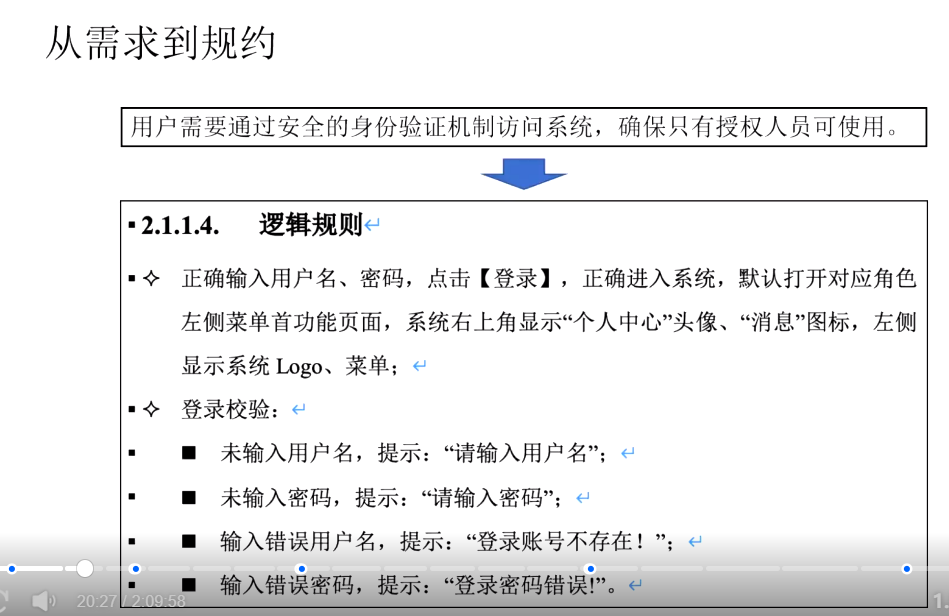 从需求到规约
用户需要通过安全的身份验证机制访问系统，确保只有授权人员可使用。
▪2.1.1.4. 逻辑规则↵
▪✧ 正确输入用户名、密码，点击【登录】，正确进入系统，默认打开对应角色
左侧菜单首功能页面，系统右上角显示“个人中心”头像、“消息”图标，左侧
显示系统 Logo、菜单；↵
▪✧ 登录校验：↵
▪ ■ 未输入用户名，提示：“请输入用户名”；↵
▪ ■ 未输入密码，提示：“请输入密码”；↵
▪ ■ 输入错误用户名，提示：“登录账号不存在！”；↵
▪ ■ 输入错误密码，提示：“登录密码错误!”。↵
20:27 / 2:09:58